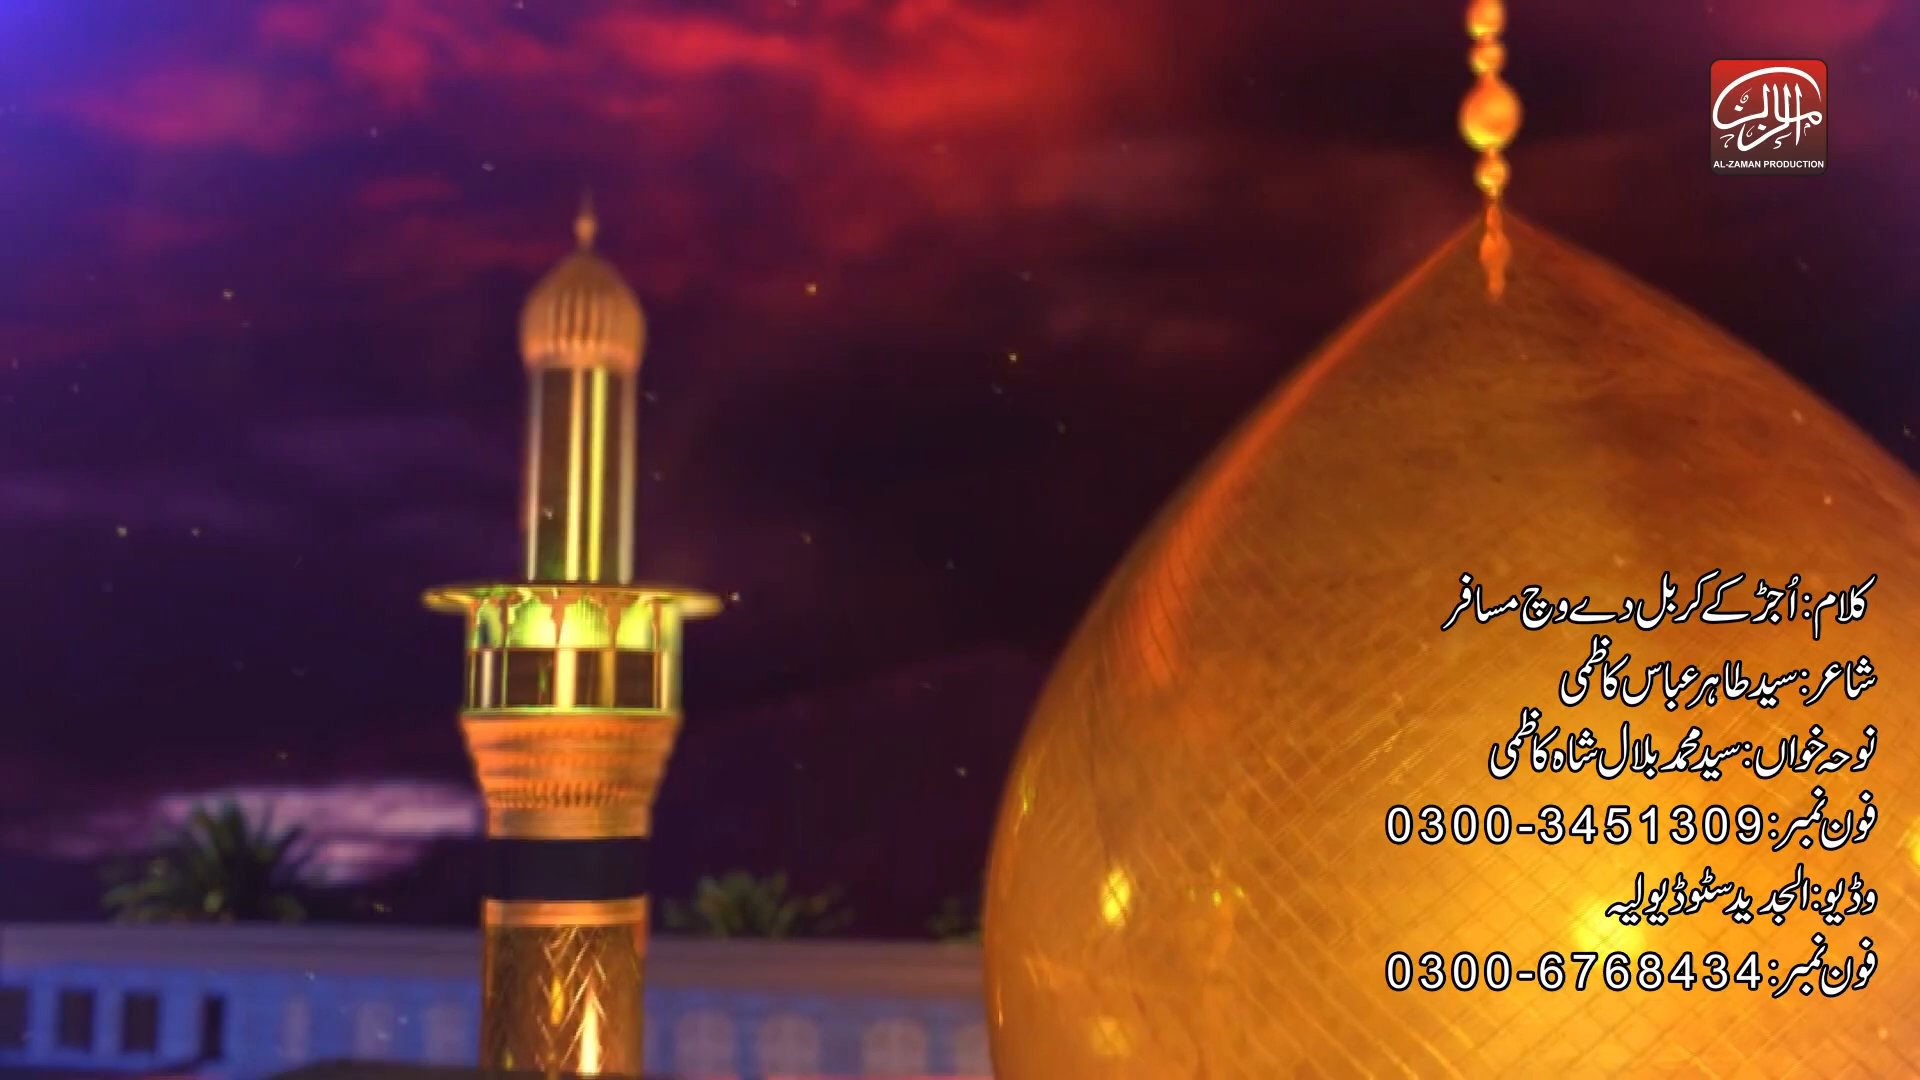 الزمان
AL-ZAMAN PRODUCTION
کلام: اُجڑ کے کربل دے وچ مسافر
شاعر: سید طاہر عباس کاظمی
نوحہ خواں: سید محمد بلال شاہ کاظمی
فون نمبر: 0300-3451309
وڈیو: الجدید سٹوڈیو لیہ
فون نمبر: 0300-6768434